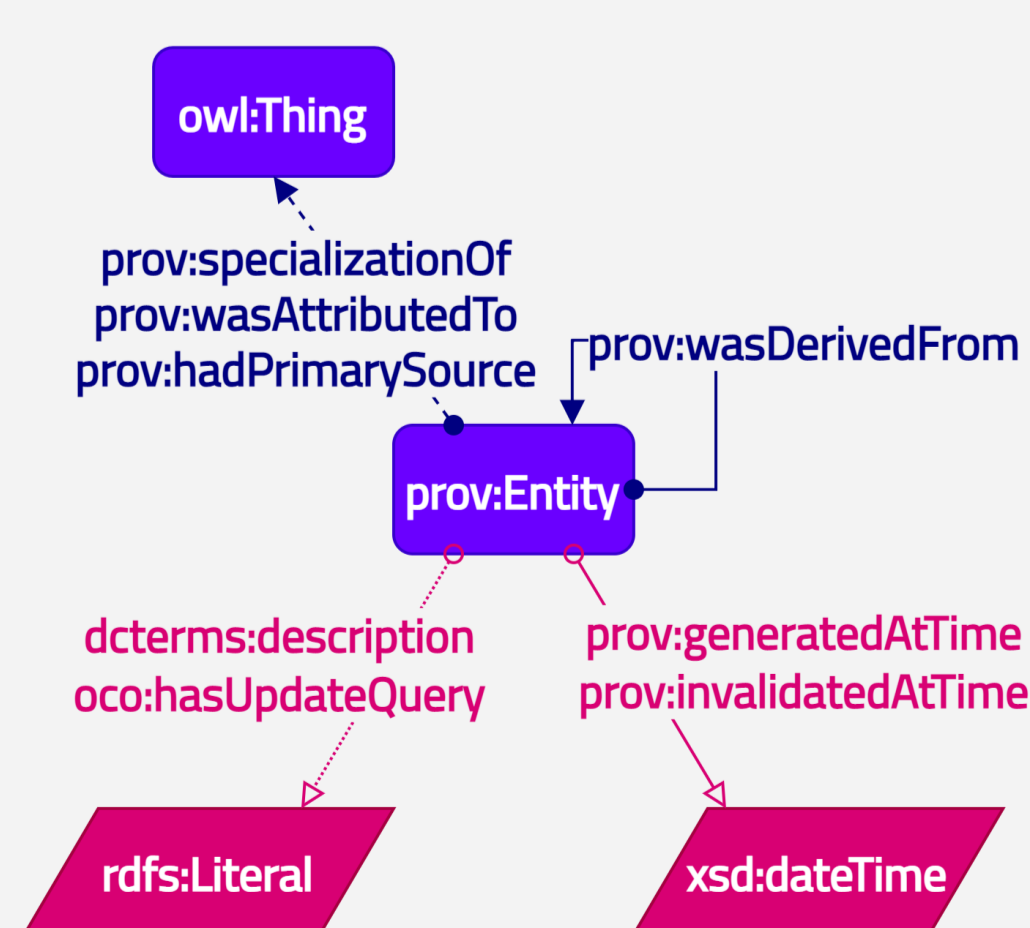 owl:Thing
prov:specializationOf
prov:wasAttributedTo
prov:hadPrimarySource
prov:wasDerivedFrom
prov:Entity
dcterms:description
oco:hasUpdateQuery
prov:generatedAtTime
prov:invalidatedAtTime
rdfs:Literal
xsd:dateTime